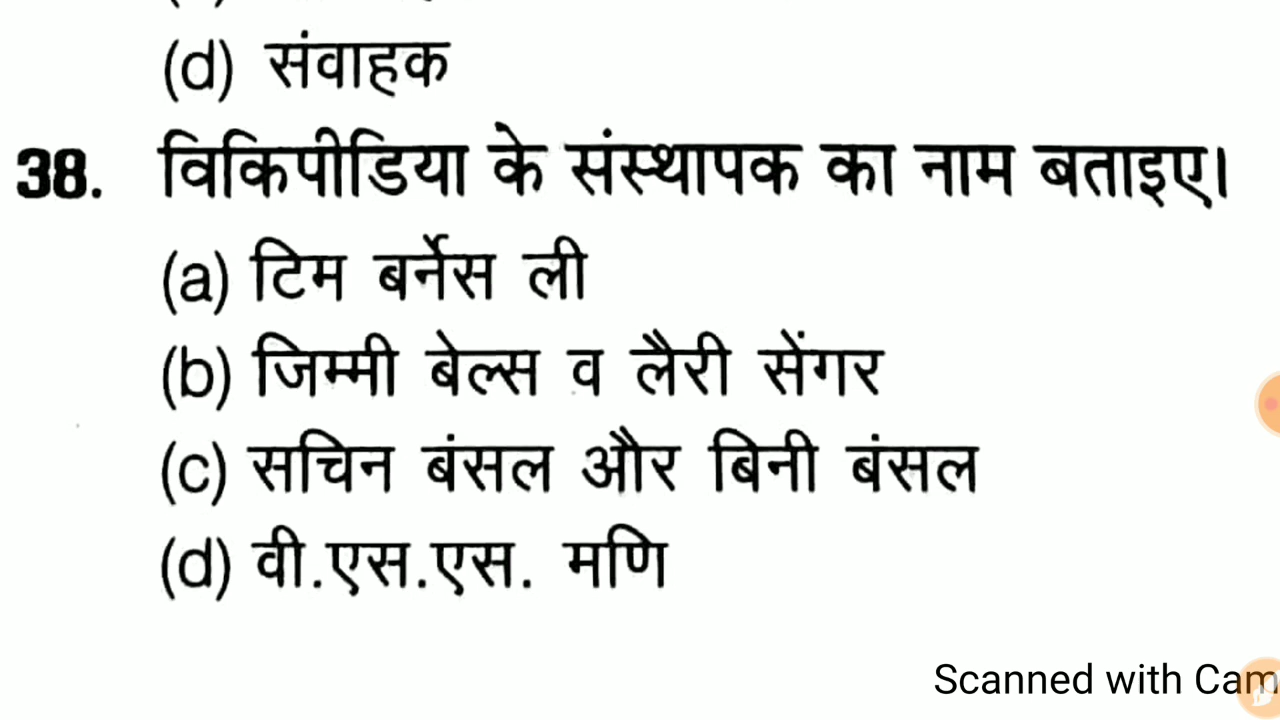 (d) संवाहक
38. विकिपीडिया के संस्थापक का नाम बताइए।
(a) टिम बर्नेस ली
(b) जिम्मी बेल्स व लैरी सेंगर
(c) सचिन बंसल और बिनी बंसल
(d) वी.एस.एस. मणि
Scanned with Cam